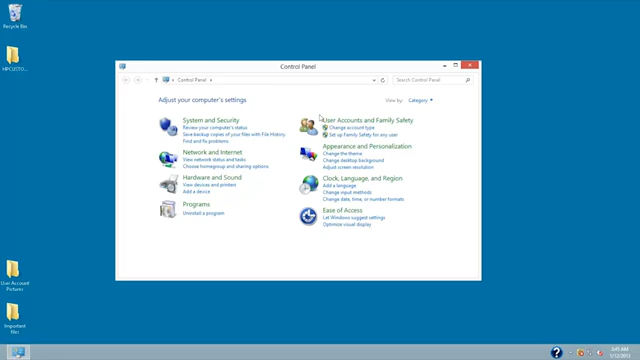 Recycle Bin
HPCUSTO...
Control Panel
Control Panel
Search Control Panel
Adjust your computer's settings
View by: Category
System and Security
Review your computer's status
Save backup copies of your files with File History
Find and fix problems
Network and Internet
View network status and tasks
Choose homegroup and sharing options
Hardware and Sound
View devices and printers
Add a device
Programs
Uninstall a program
User Accounts and Family Safety
Change account type
Set up Family Safety for any user
Appearance and Personalization
Change the theme
Change desktop background
Adjust screen resolution
Clock, Language, and Region
Add a language
Change input methods
Change date, time, or number formats
Ease of Access
Let Windows suggest settings
Optimize visual display
User Account
Pictures
Important
files